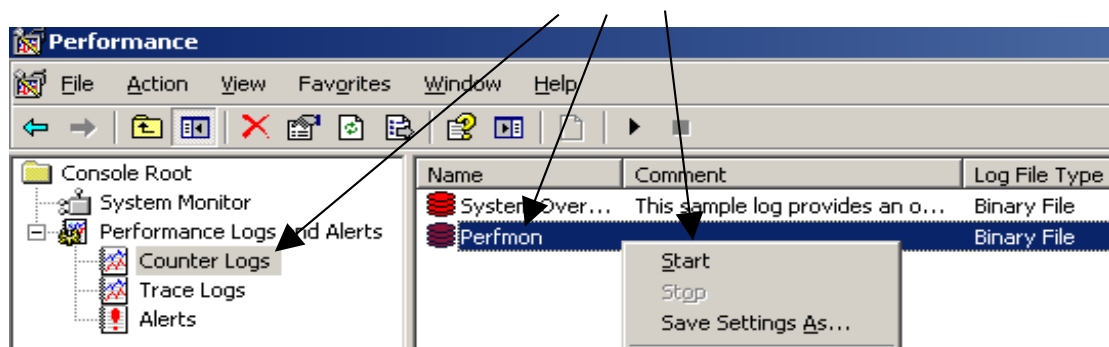 Performance
File Action View Favorites Window Help
Console Root
System Monitor
Performance Logs and Alerts
Counter Logs
Trace Logs
Alerts
Name Comment Log File Type
System Over... This sample log provides an o... Binary File
Perfmon Binary File
Start
Stop
Save Settings As...